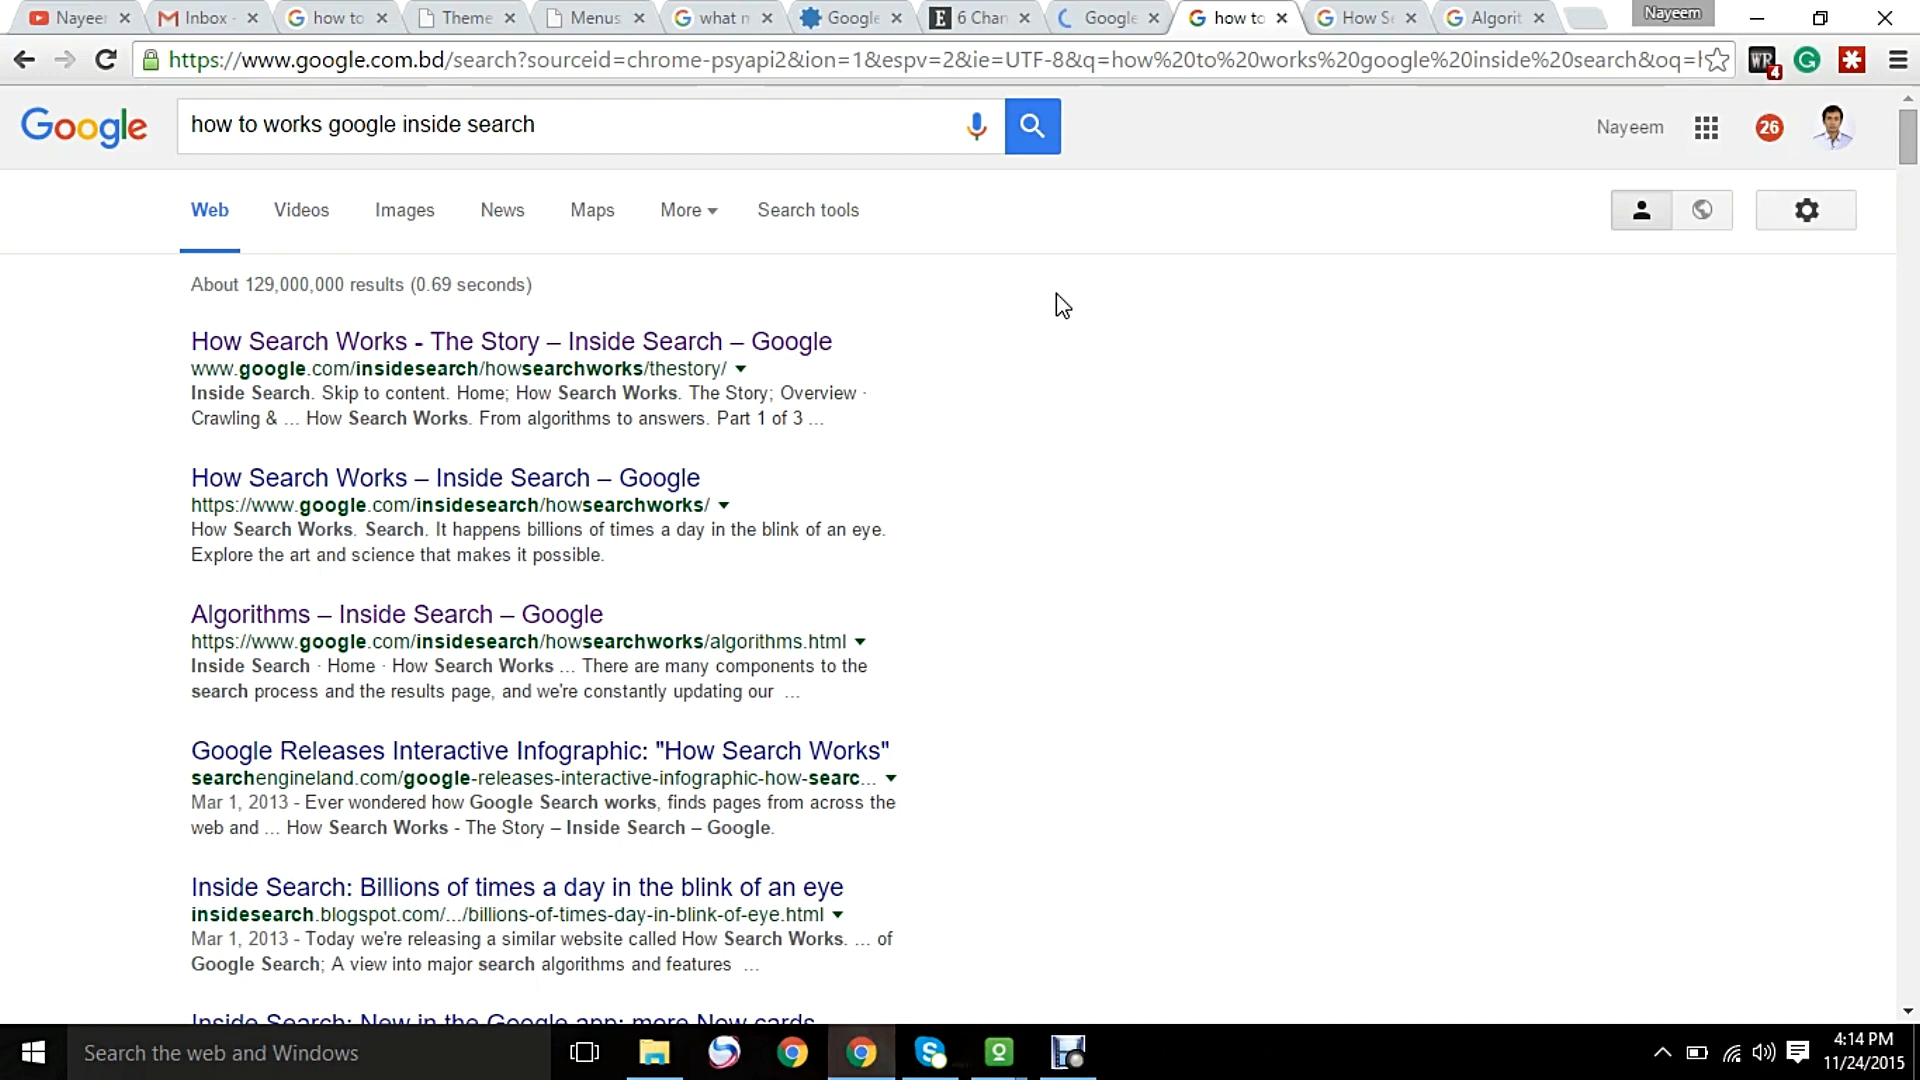 Nayeer
Inbox -
how to
Theme
Menus
what n
Google
6 Chan
Google
how to
How Se
Algorit
Nayeem
https://www.google.com.bd/search?sourceid=chrome-psyapi2&ion=1&espv=2&ie=UTF-8&q=how%20to%20works%20google%20inside%20search&oq=
WR 4
G
Google
how to works google inside search
Nayeem
26
Web Videos Images News Maps More Search tools
About 129,000,000 results (0.69 seconds)
How Search Works - The Story – Inside Search – Google
www.google.com/insidesearch/howsearchworks/thestory/
Inside Search. Skip to content. Home; How Search Works. The Story; Overview ·
Crawling & ... How Search Works. From algorithms to answers. Part 1 of 3 ...
How Search Works – Inside Search – Google
https://www.google.com/insidesearch/howsearchworks/
How Search Works. Search. It happens billions of times a day in the blink of an eye.
Explore the art and science that makes it possible.
Algorithms – Inside Search – Google
https://www.google.com/insidesearch/howsearchworks/algorithms.html
Inside Search · Home · How Search Works ... There are many components to the
search process and the results page, and we're constantly updating our ...
Google Releases Interactive Infographic: "How Search Works"
searchengineland.com/google-releases-interactive-infographic-how-searc...
Mar 1, 2013 - Ever wondered how Google Search works, finds pages from across the
web and ... How Search Works - The Story – Inside Search – Google.
Inside Search: Billions of times a day in the blink of an eye
insidesearch.blogspot.com/.../billions-of-times-day-in-blink-of-eye.html
Mar 1, 2013 - Today we're releasing a similar website called How Search Works. ... of
Google Search; A view into major search algorithms and features ...
Inside Search: New in the Google app: more Now cards
Search the web and Windows
4:14 PM
11/24/2015